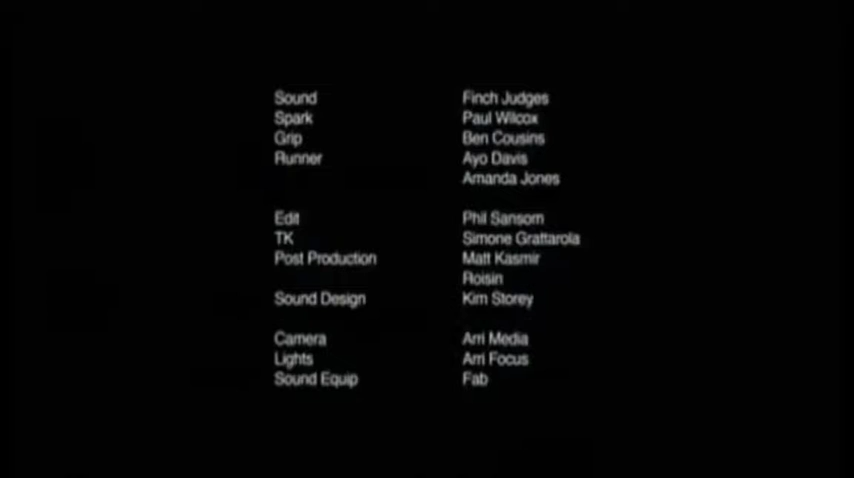 Sound Finch Judges
Spark Paul Wilcox
Grip Ben Cousins
Runner Ayo Davis
Amanda Jones
Edit Phil Sansom
TK Simone Grattarola
Post Production Matt Kasmir
Roisin
Sound Design Kim Storey
Camera Arri Media
Lights Arri Focus
Sound Equip Fab